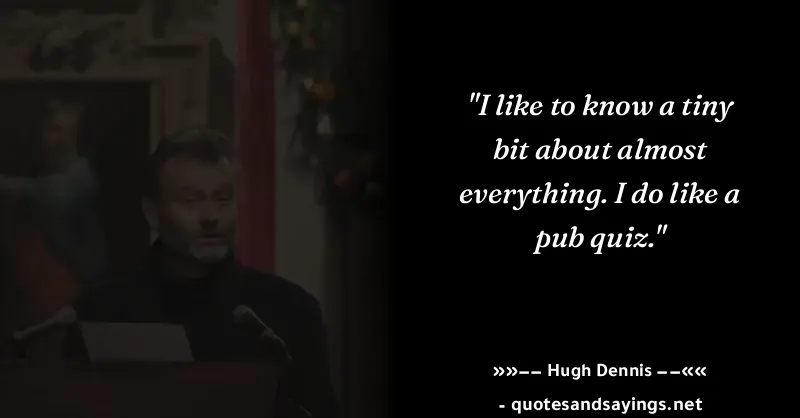 "I like to know a tiny
bit about almost
everything. I do like a
pub quiz."
»»–– Hugh Dennis ––««
- quotesandsayings.net